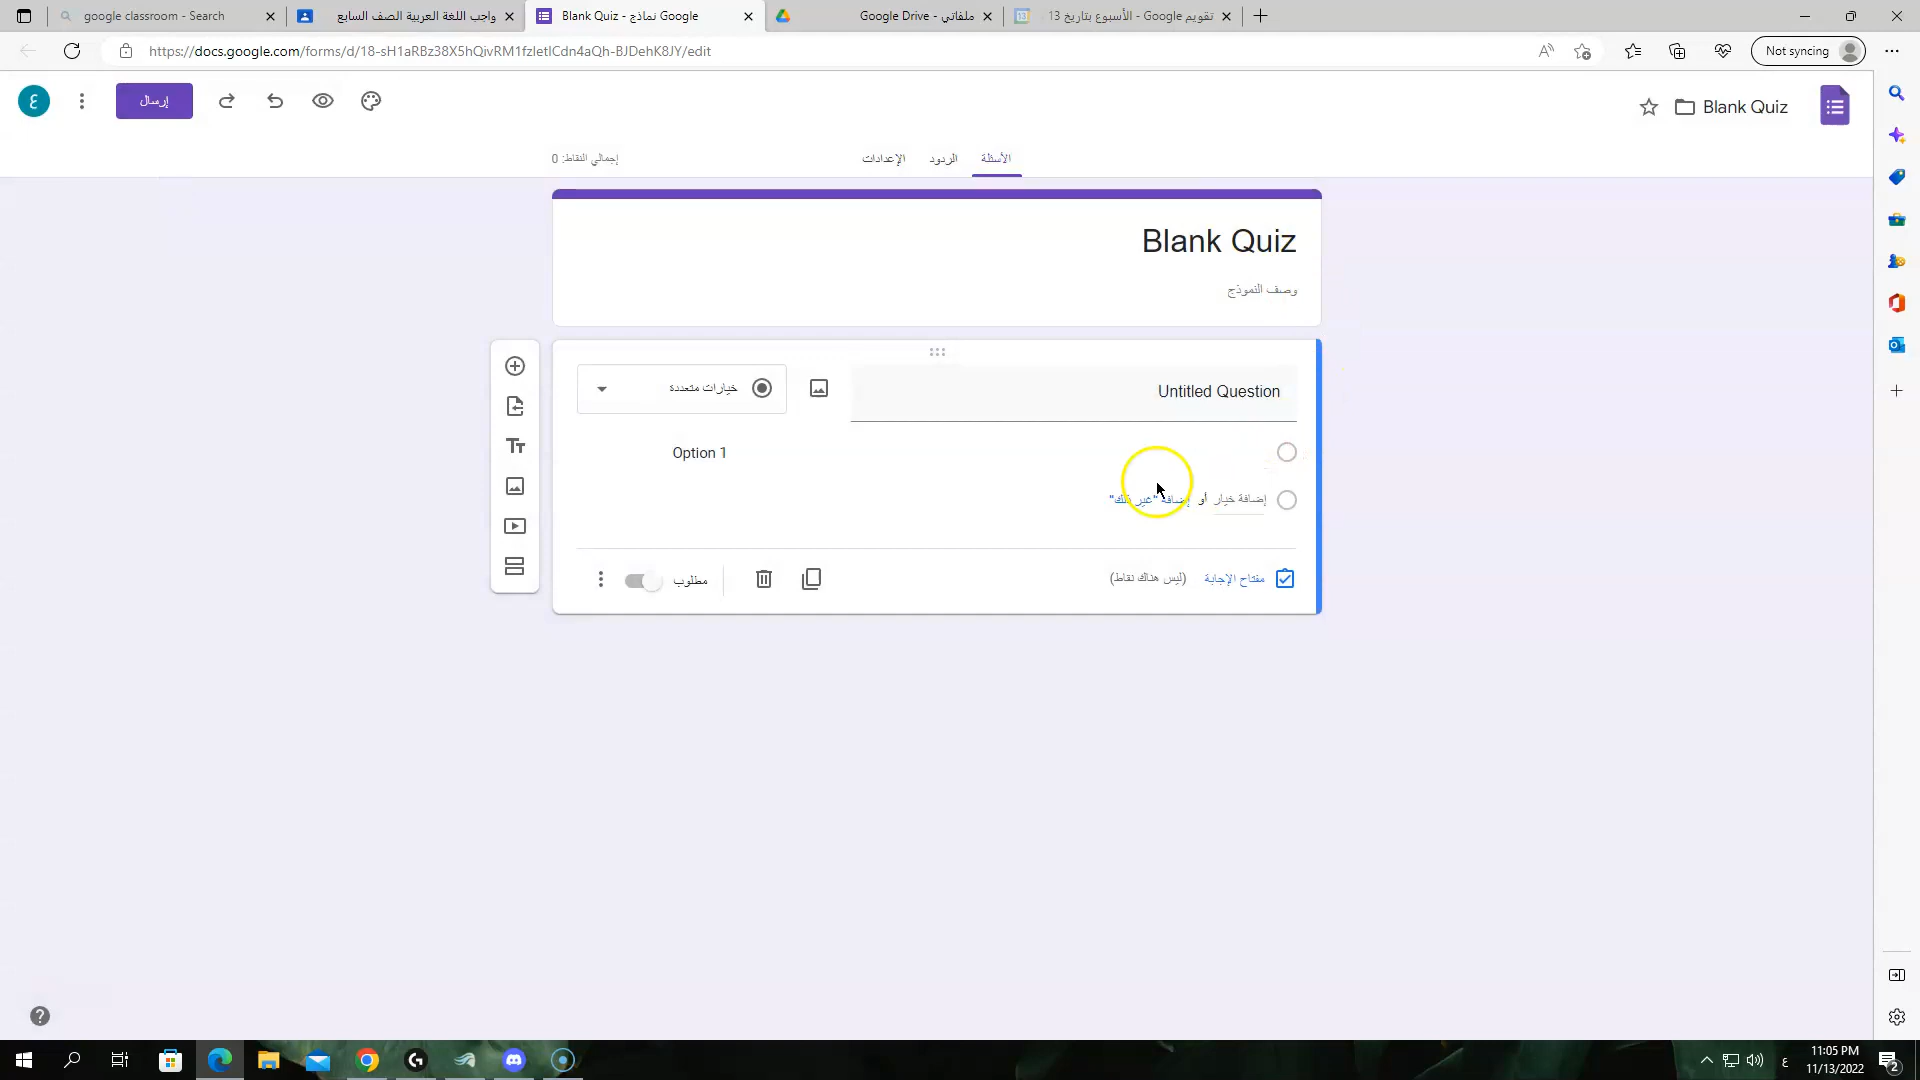 google classroom - Search
واجب اللغة العربية الصف السابع
Blank Quiz - نماذج Google
ملفاتي - Google Drive
تقويم Google - الأسبوع بتاريخ 13
https://docs.google.com/forms/d/18-sH1aRBz38X5hQivRM1fzletlCdn4aQh-BJDehK8JY/edit
Not syncing
ع
إرسال
Blank Quiz
الأسئلة
الردود
الإعدادات
إجمالي النقاط: 0
Blank Quiz
وصف النموذج
Untitled Question
خيارات متعددة
Option 1
إضافة خيار أو إضافة "غير ذلك"
مفتاح الإجابة (ليس هناك نقاط)
مطلوب
ع
11:05 PM
11/13/2022
2